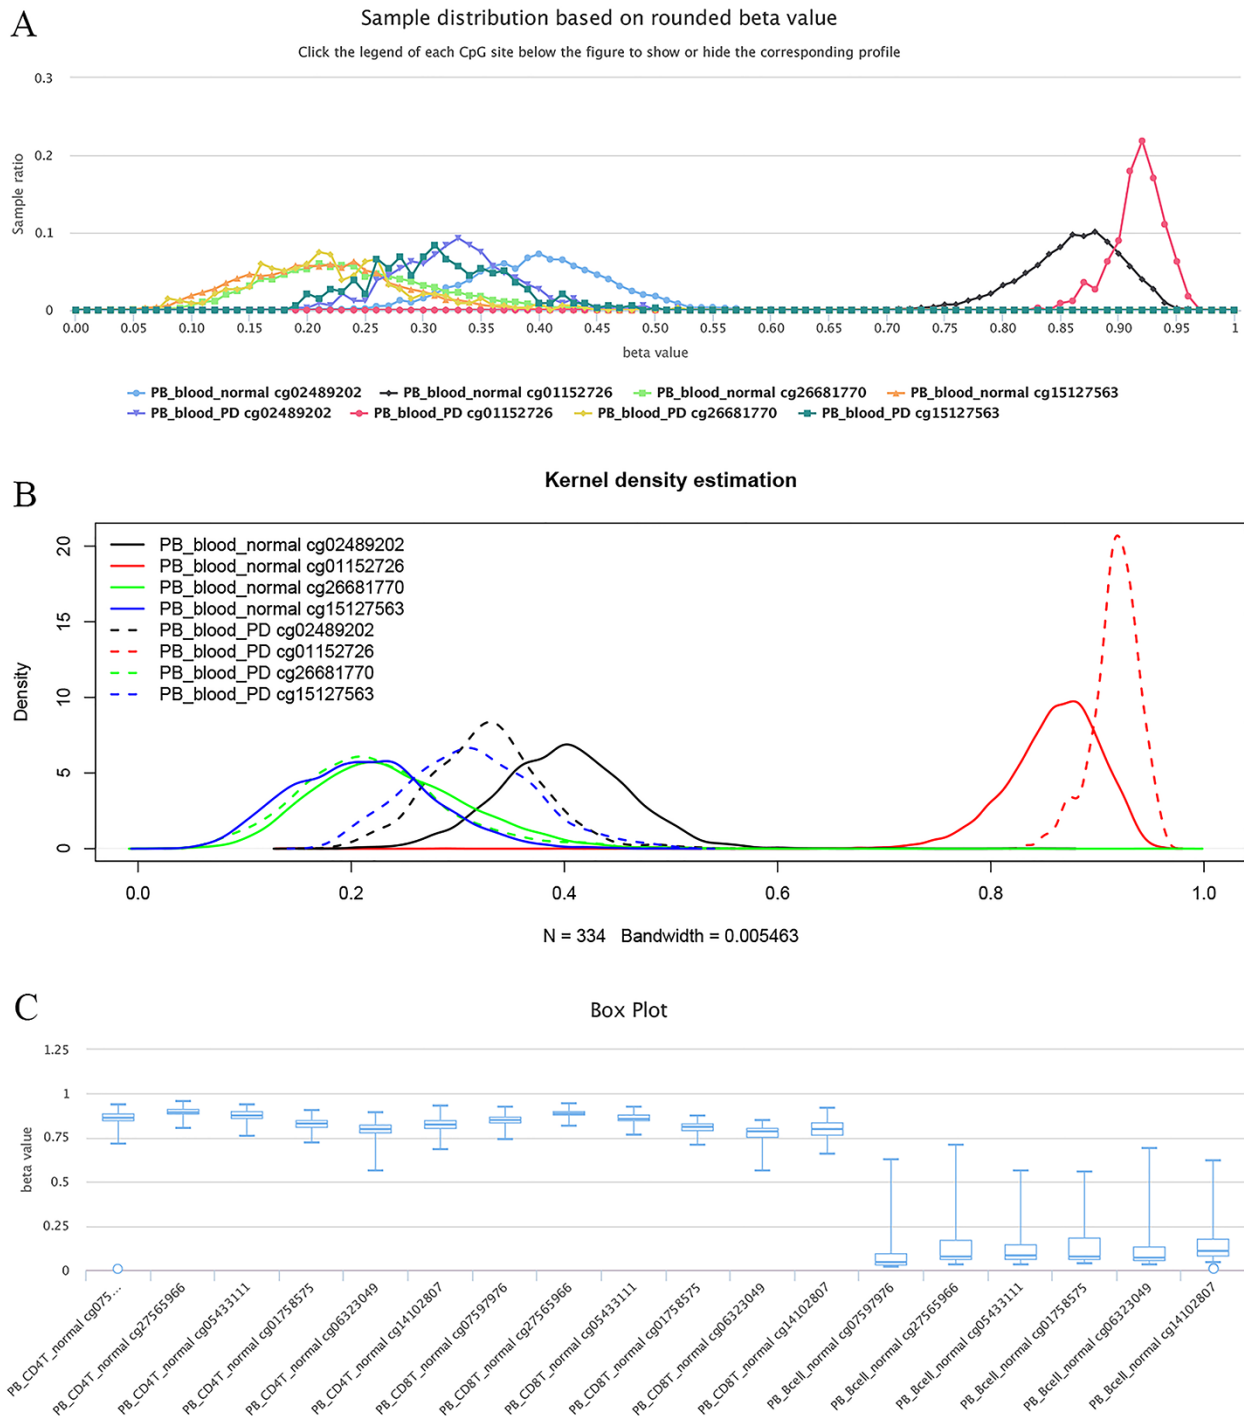 A
Sample distribution based on rounded beta value
Click the legend of each CpG site below the figure to show or hide the corresponding profile
0.3
0.2
0.1
0
Sample ratio
0.00 0.05 0.10 0.15 0.20 0.25 0.30 0.35 0.40 0.45 0.50 0.55 0.60 0.65 0.70 0.75 0.80 0.85 0.90 0.95 1
beta value
PB_blood_normal cg02489202 PB_blood_normal cg01152726 PB_blood_normal cg26681770 PB_blood_normal cg15127563
PB_blood_PD cg02489202 PB_blood_PD cg01152726 PB_blood_PD cg26681770 PB_blood_PD cg15127563
B
Kernel density estimation
PB_blood_normal cg02489202
PB_blood_normal cg01152726
PB_blood_normal cg26681770
PB_blood_normal cg15127563
PB_blood_PD cg02489202
PB_blood_PD cg01152726
PB_blood_PD cg26681770
PB_blood_PD cg15127563
20
15
10
5
0
Density
0.0 0.2 0.4 0.6 0.8 1.0
N = 334 Bandwidth = 0.005463
C
Box Plot
1.25
1
0.75
0.5
0.25
0
beta value
PB_CD4T_normal cg075...
PB_CD4T_normal cg27565966
PB_CD4T_normal cg05433111
PB_CD4T_normal cg01758575
PB_CD4T_normal cg06323049
PB_CD4T_normal cg14102807
PB_CD8T_normal cg07597976
PB_CD8T_normal cg27565966
PB_CD8T_normal cg05433111
PB_CD8T_normal cg01758575
PB_CD8T_normal cg06323049
PB_CD8T_normal cg14102807
PB_Bcell_normal cg07597976
PB_Bcell_normal cg27565966
PB_Bcell_normal cg05433111
PB_Bcell_normal cg01758575
PB_Bcell_normal cg06323049
PB_Bcell_normal cg14102807